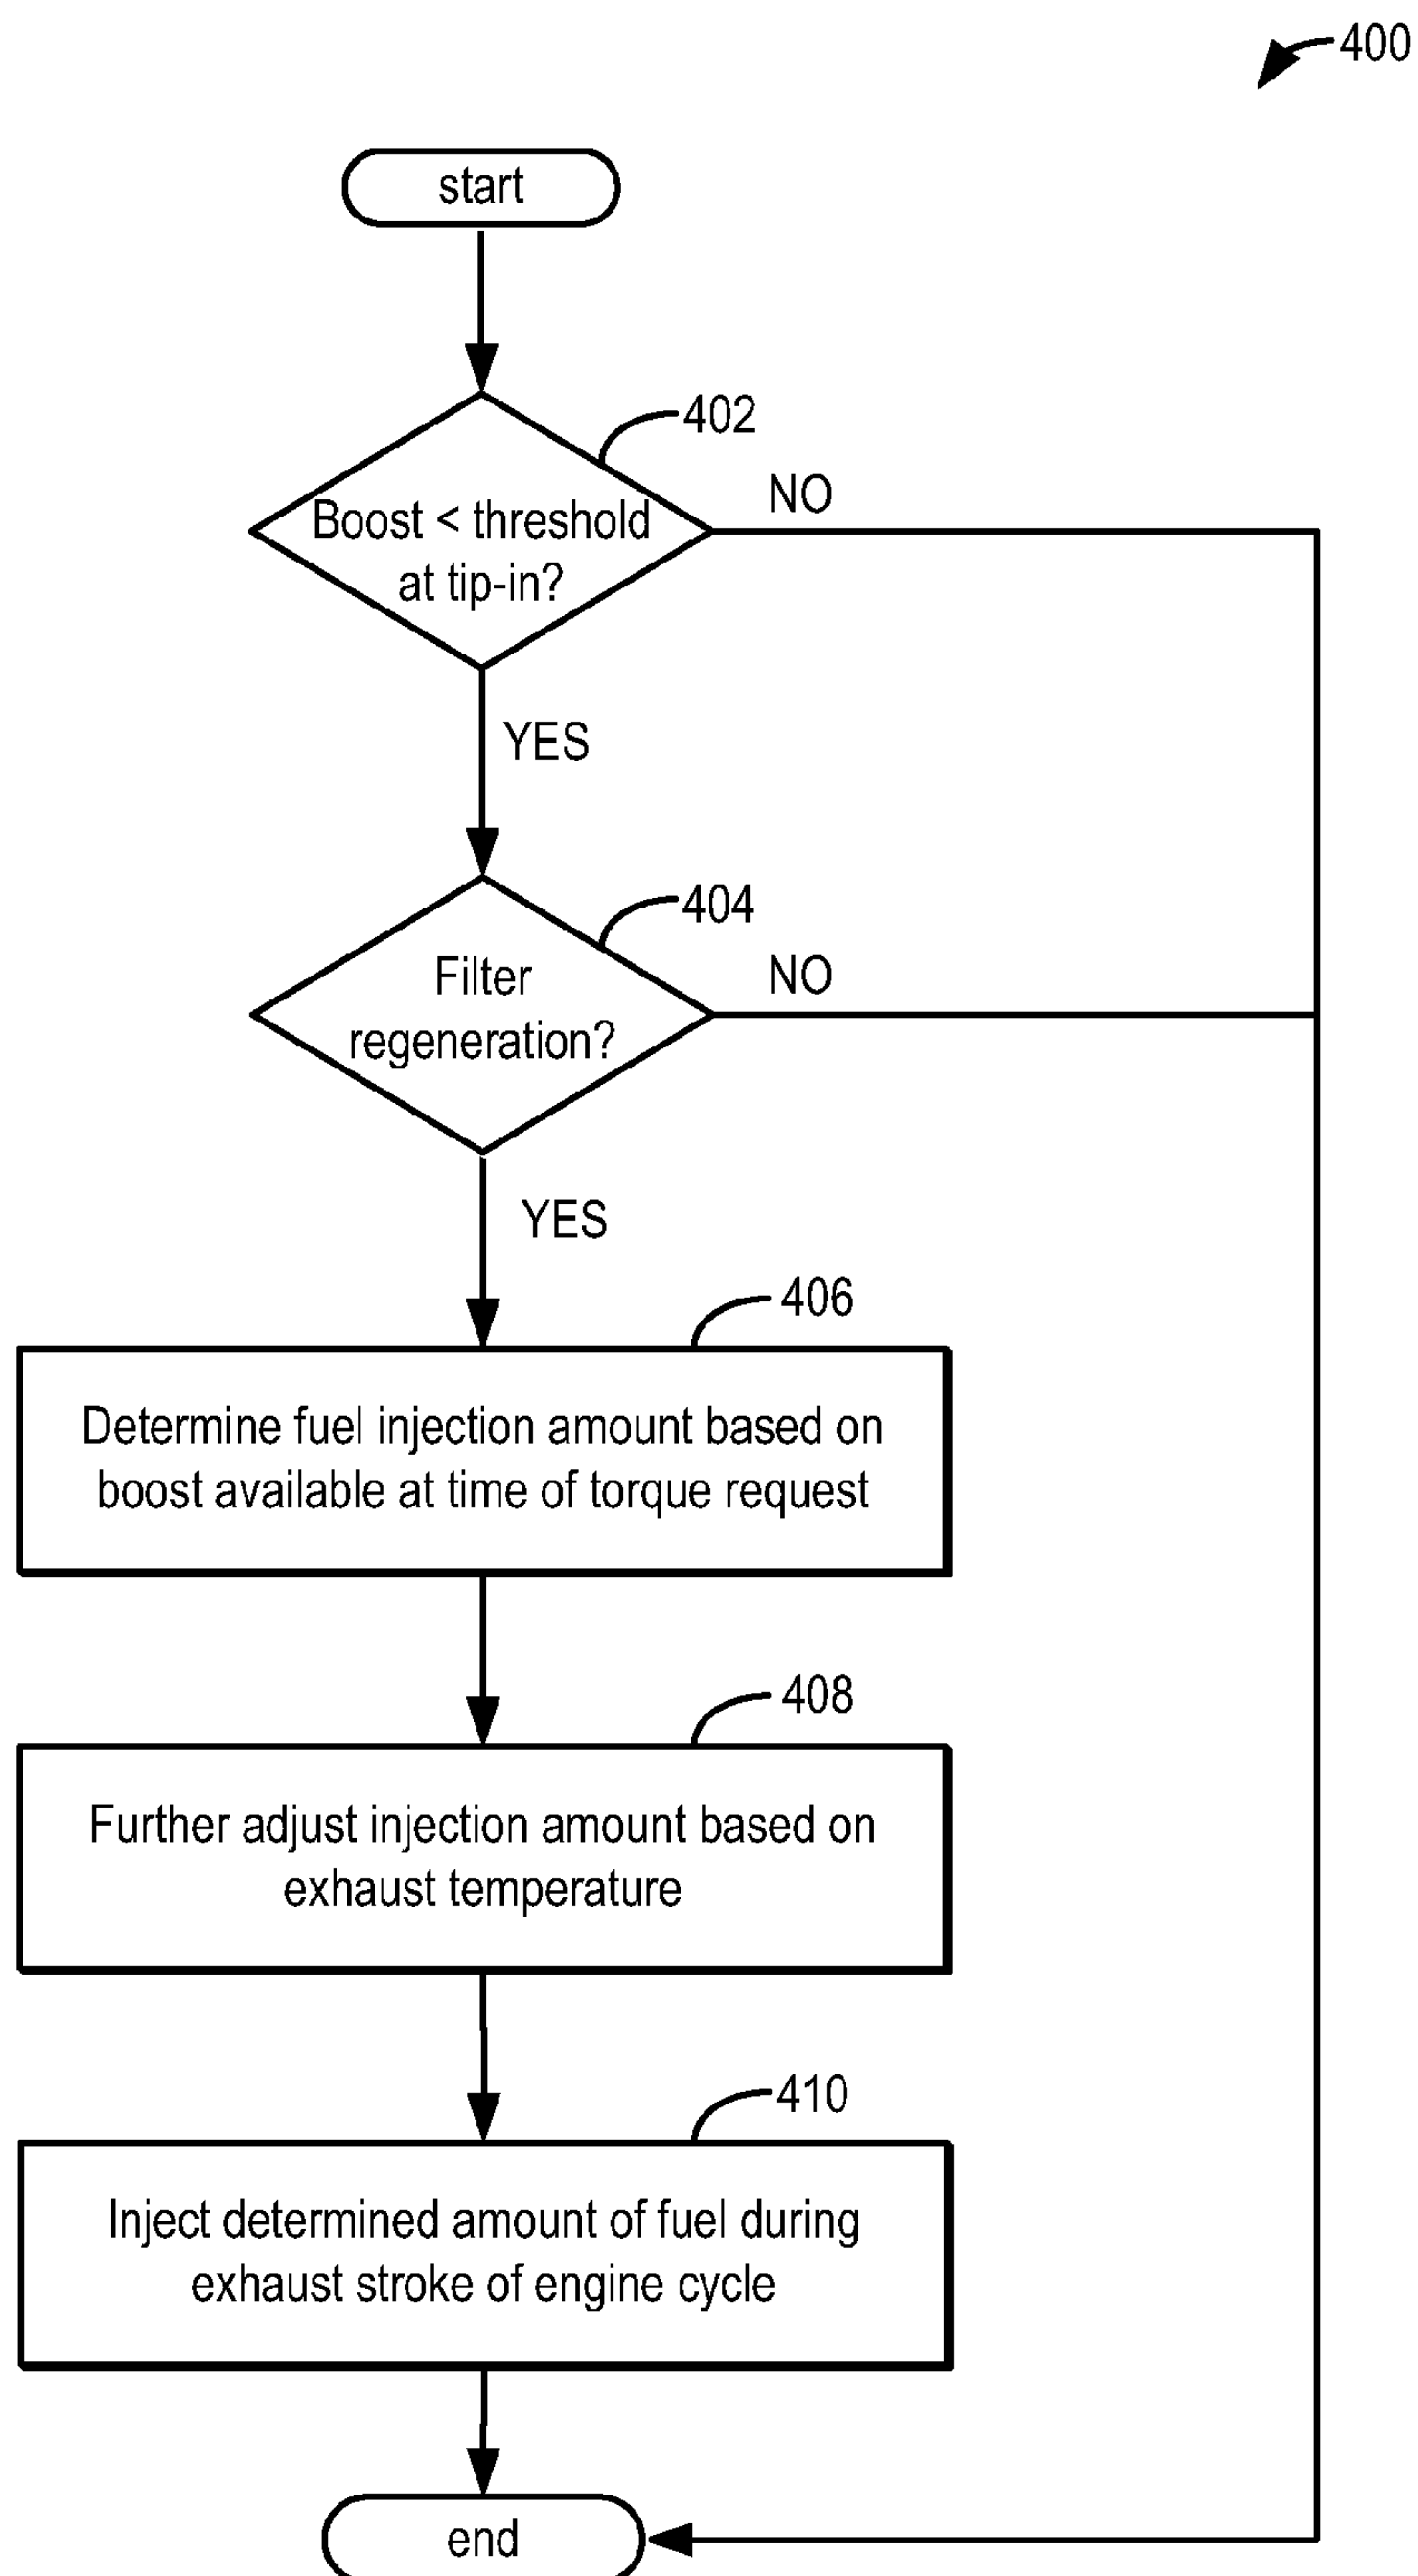 400
start
402
Boost < threshold
at tip-in?
NO
YES
404
Filter
regeneration?
NO
YES
406
Determine fuel injection amount based on
boost available at time of torque request
408
Further adjust injection amount based on
exhaust temperature
410
Inject determined amount of fuel during
exhaust stroke of engine cycle
end